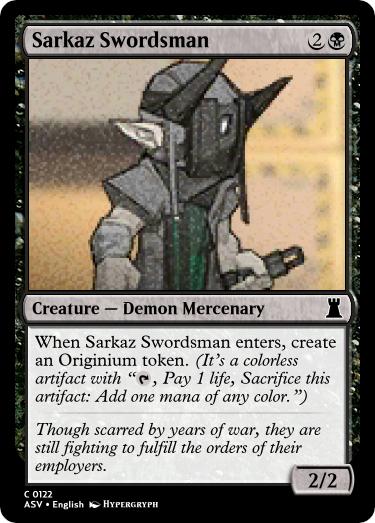 Sarkaz Swordsman 2
Creature — Demon Mercenary
When Sarkaz Swordsman enters, create
an Originium token. (It's a colorless
artifact with “, Pay 1 life, Sacrifice this
artifact: Add one mana of any color.”)
Though scarred by years of war, they are
still fighting to fulfill the orders of their
employers.
2/2
C 0122
ASV • English Hypergryph